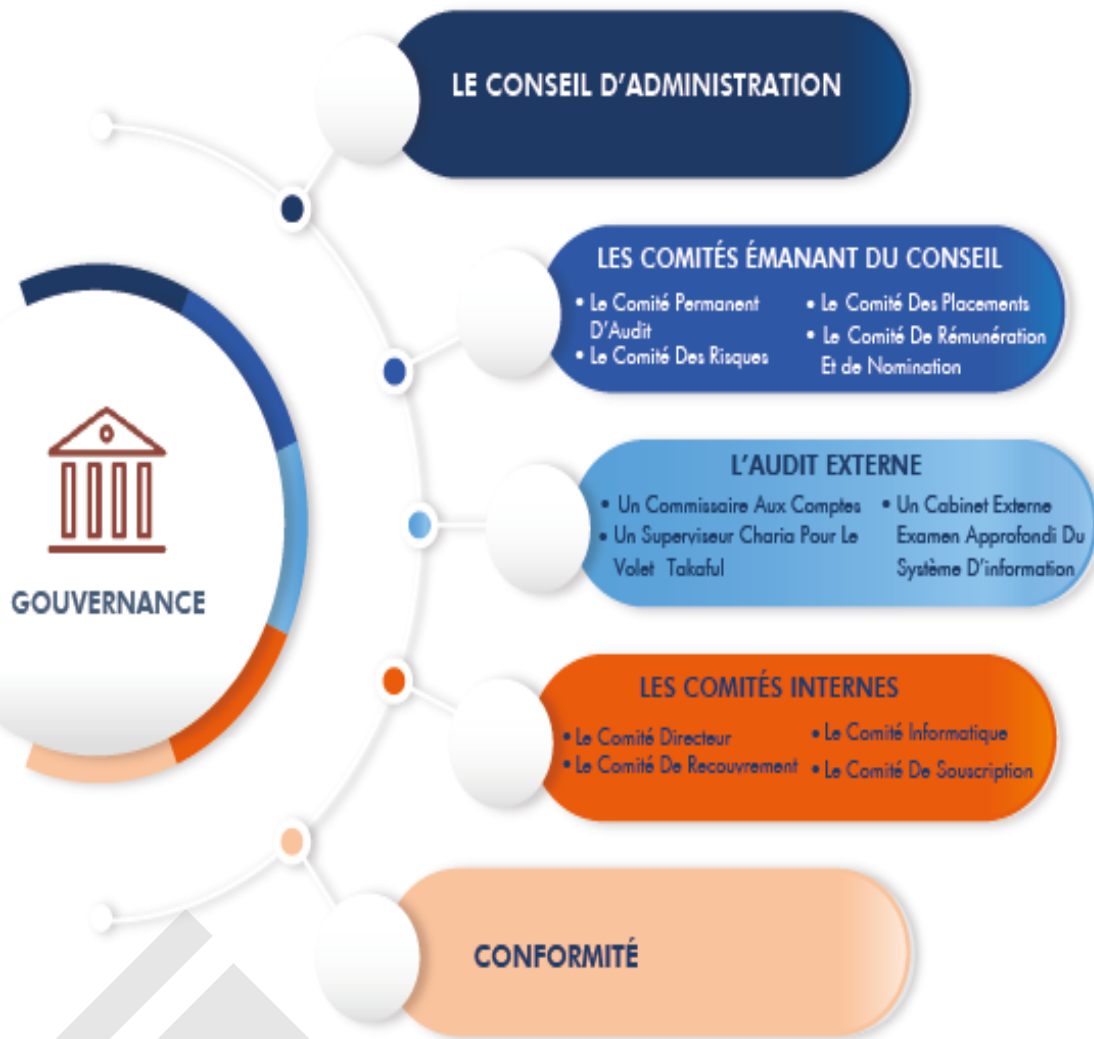 LE CONSEIL D'ADMINISTRATION
LES COMITÉS ÉMANANT DU CONSEIL
• Le Comité Permanent
D'Audit
• Le Comité Des Risques
• Le Comité Des Placements
• Le Comité De Rémunération
Et de Nomination
L'AUDIT EXTERNE
• Un Commissaire Aux Comptes
• Un Superviseur Charia Pour Le
Volet Takaful
• Un Cabinet Externe
Examen Approfondi Du
Système D'information
GOUVERNANCE
LES COMITÉS INTERNES
• Le Comité Directeur
• Le Comité De Recouvrement
• Le Comité Informatique
• Le Comité De Souscription
CONFORMITÉ